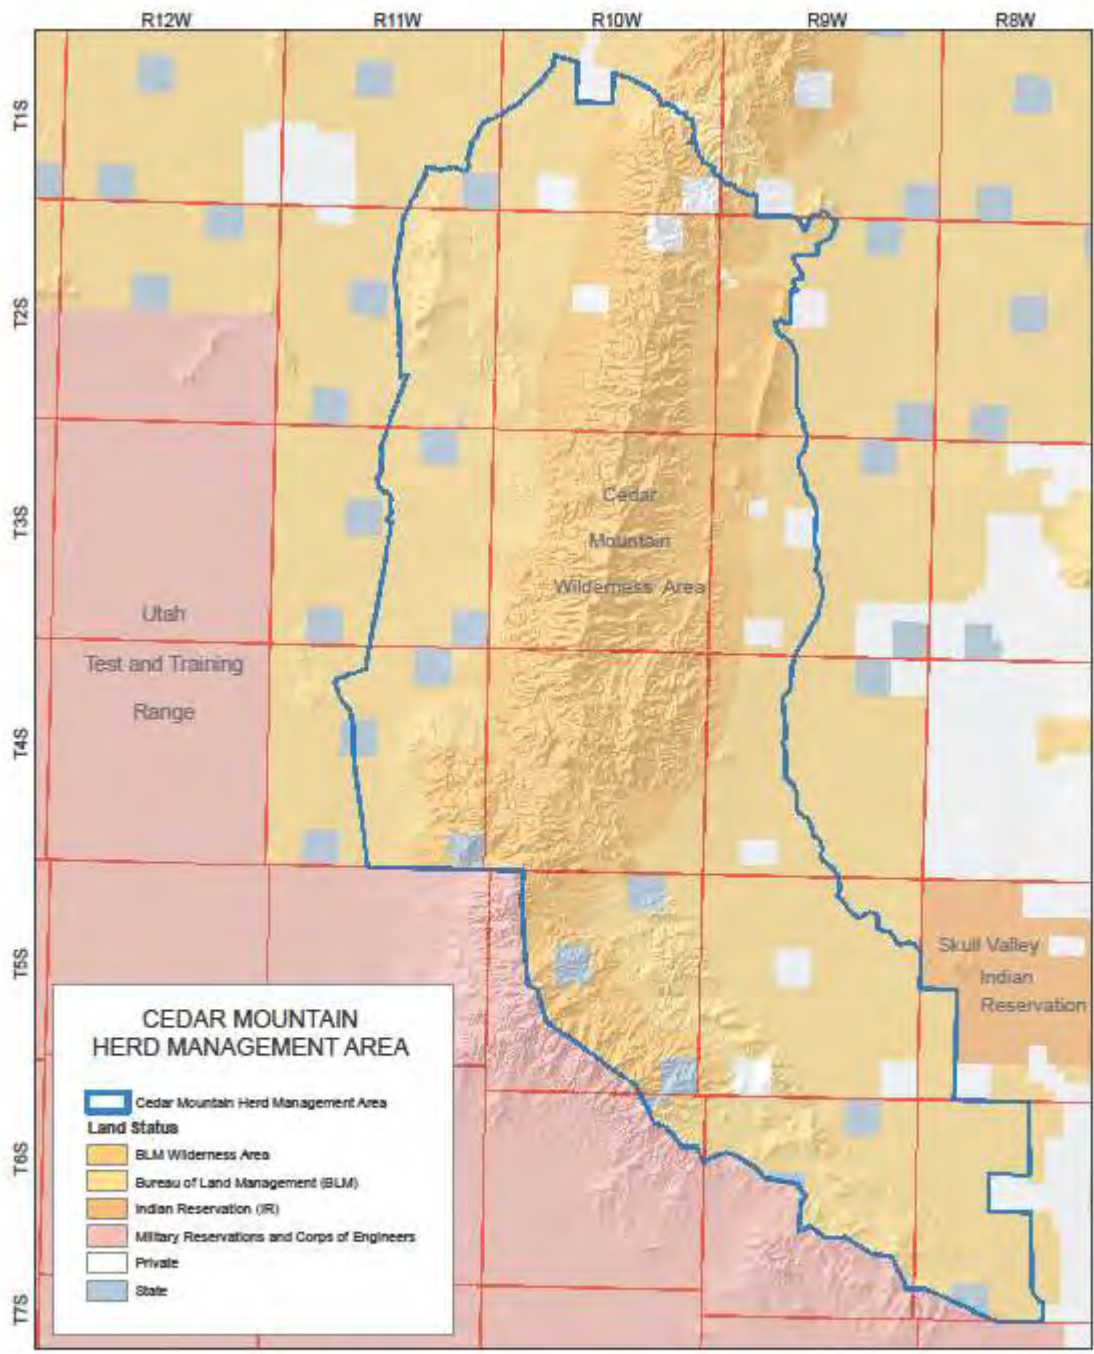 R12W R11W R10W R9W R8W
T1S
T2S
T3S
T4S
T5S
T6S
T7S
Cedar
Mountain
Wilderness Area
Utah
Test and Training
Range
Skull Valley
Indian
Reservation
CEDAR MOUNTAIN
HERD MANAGEMENT AREA
Cedar Mountain Herd Management Area
Land Status
BLM Wilderness Area
Bureau of Land Management (BLM)
Indian Reservation (IR)
Military Reservations and Corps of Engineers
Private
State